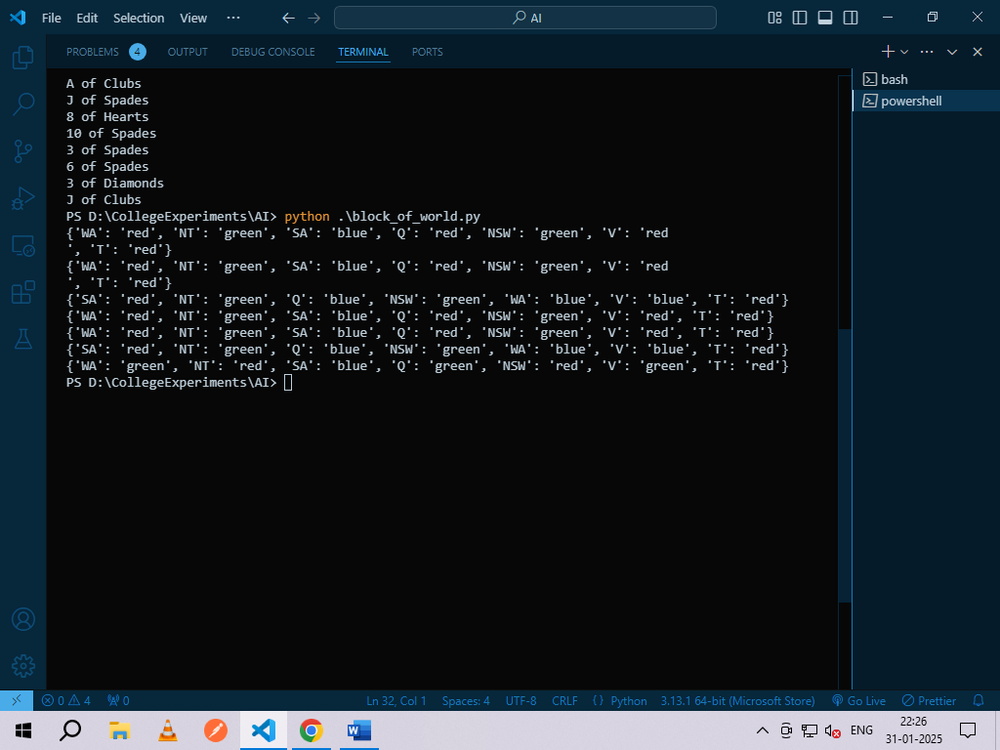 File Edit Selection View ··· AI
PROBLEMS 4 OUTPUT DEBUG CONSOLE TERMINAL PORTS
A of Clubs
J of Spades
8 of Hearts
10 of Spades
3 of Spades
6 of Spades
3 of Diamonds
J of Clubs
PS D:\CollegeExperiments\AI> python .\block_of_world.py
{'WA': 'red', 'NT': 'green', 'SA': 'blue', 'Q': 'red', 'NSW': 'green', 'V': 'red
', 'T': 'red'}
{'WA': 'red', 'NT': 'green', 'SA': 'blue', 'Q': 'red', 'NSW': 'green', 'V': 'red
', 'T': 'red'}
{'SA': 'red', 'NT': 'green', 'Q': 'blue', 'NSW': 'green', 'WA': 'blue', 'V': 'blue', 'T': 'red'}
{'WA': 'red', 'NT': 'green', 'SA': 'blue', 'Q': 'red', 'NSW': 'green', 'V': 'red', 'T': 'red'}
{'WA': 'red', 'NT': 'green', 'SA': 'blue', 'Q': 'red', 'NSW': 'green', 'V': 'red', 'T': 'red'}
{'SA': 'red', 'NT': 'green', 'Q': 'blue', 'NSW': 'green', 'WA': 'blue', 'V': 'blue', 'T': 'red'}
{'WA': 'green', 'NT': 'red', 'SA': 'blue', 'Q': 'green', 'NSW': 'red', 'V': 'green', 'T': 'red'}
PS D:\CollegeExperiments\AI>
bash
powershell
0 4 0 Ln 32, Col 1 Spaces: 4 UTF-8 CRLF {} Python 3.13.1 64-bit (Microsoft Store) Go Live Prettier
W ENG 22:26
31-01-2025